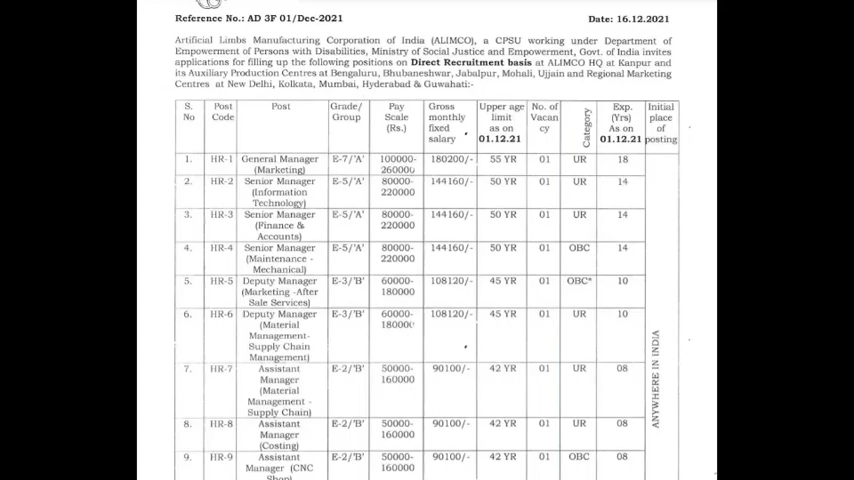 Reference No.: AD 3F 01/Dec-2021 Date: 16.12.2021
Artificial Limbs Manufacturing Corporation of India (ALIMCO), a CPSU working under Department of
Empowerment of Persons with Disabilities, Ministry of Social Justice and Empowerment, Govt. of India invites
applications for filling up the following positions on Direct Recruitment basis at ALIMCO HQ at Kanpur and
its Auxiliary Production Centres at Bengaluru, Bhubaneshwar, Jabalpur, Mohali, Ujjain and Regional Marketing
Centres at New Delhi, Kolkata, Mumbai, Hyderabad & Guwahati:-
S. Post Post Grade/ Pay Gross Upper age No. of Category Exp. Initial
No Code Group Scale monthly limit Vacan (Yrs) place
(Rs.) fixed as on cy As on of
salary 01.12.21 01.12.21 posting
1. HR-1 General Manager E-7/'A' 100000- 180200/- 55 YR 01 UR 18
(Marketing) 260000
2. HR-2 Senior Manager E-5/'A' 80000- 144160/- 50 YR 01 UR 14
(Information 220000
Technology)
3. HR-3 Senior Manager E-5/'A' 80000- 144160/- 50 YR 01 UR 14
(Finance & 220000
Accounts)
4. HR-4 Senior Manager E-5/'A' 80000- 144160/- 50 YR 01 OBC 14
(Maintenance - 220000
Mechanical)
5. HR-5 Deputy Manager E-3/'B' 60000- 108120/- 45 YR 01 OBC* 10
(Marketing -After 180000
Sale Services)
6. HR-6 Deputy Manager E-3/'B' 60000- 108120/- 45 YR 01 UR 10
(Material 180000
Management-
Supply Chain
Management)
7. HR-7 Assistant E-2/'B' 50000- 90100/- 42 YR 01 UR 08
Manager 160000
(Material
Management -
Supply Chain)
8. HR-8 Assistant E-2/'B' 50000- 90100/- 42 YR 01 UR 08
Manager 160000
(Costing)
9. HR-9 Assistant E-2/'B' 50000- 90100/- 42 YR 01 OBC 08
Manager (CNC 160000
Shop)
ANYWHERE IN INDIA